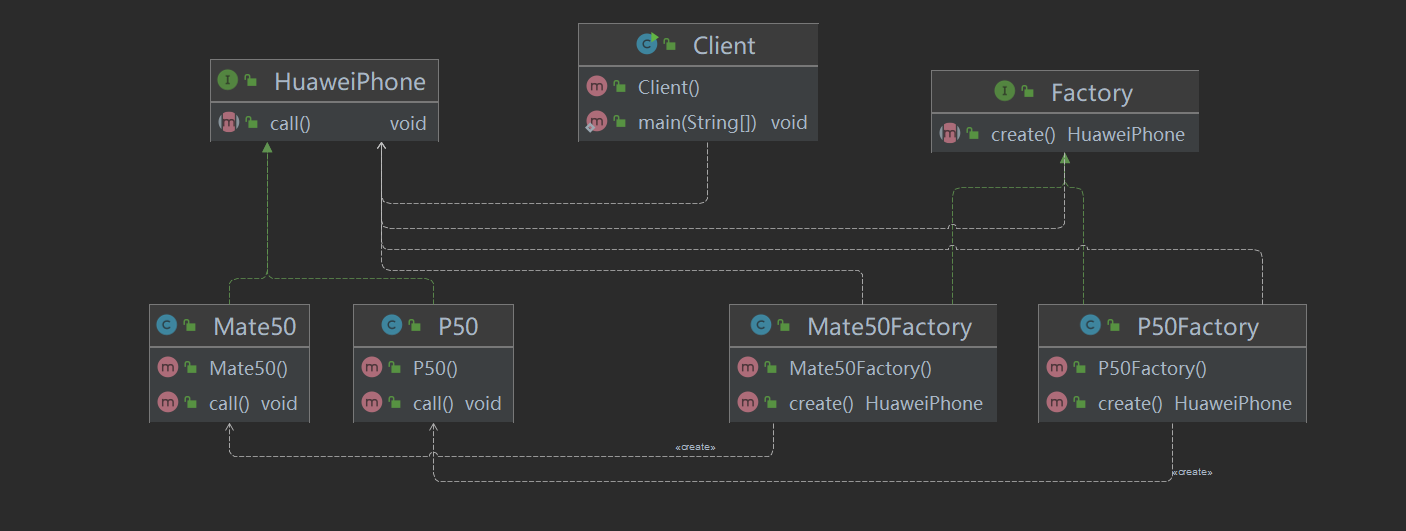 Client
Client()
main(String[]) void
HuaweiPhone
call() void
Factory
create() HuaweiPhone
Mate50
Mate50()
call() void
P50
P50()
call() void
Mate50Factory
Mate50Factory()
create() HuaweiPhone
P50Factory
P50Factory()
create() HuaweiPhone
«create»
«create»